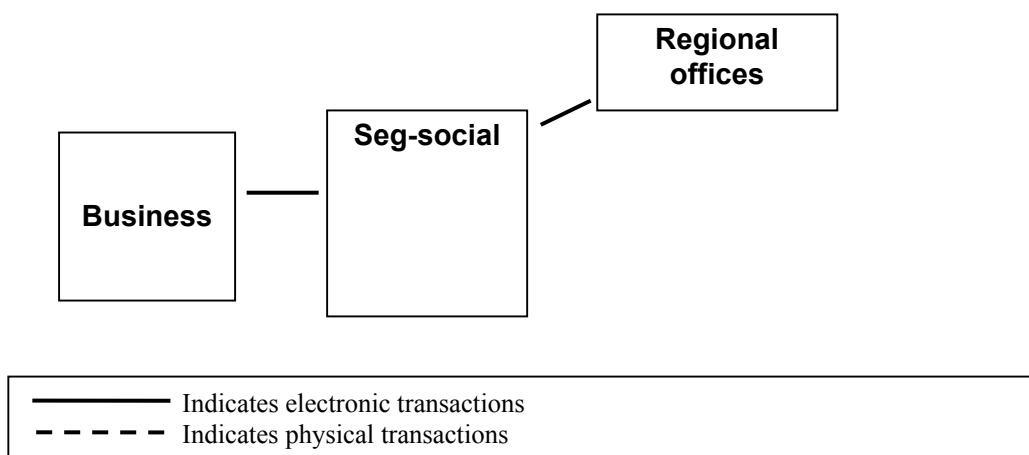 Regional
offices
Seg-social
Business
Indicates electronic transactions
Indicates physical transactions